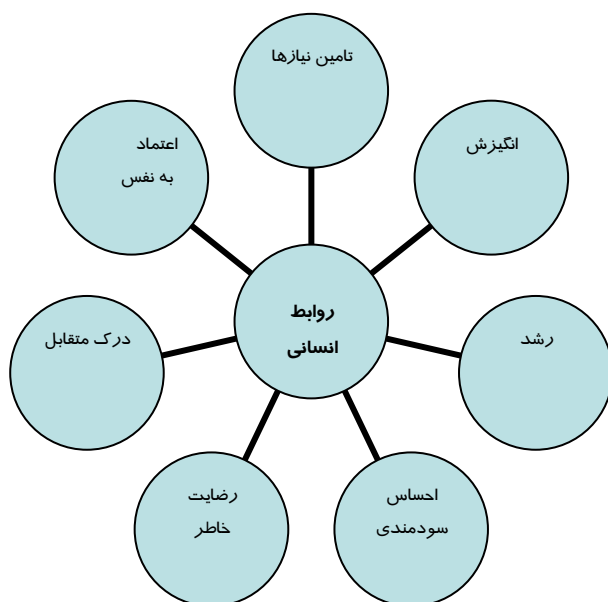 تامین نیازها
انگیزش
اعتماد
به نفس
روابط
انسانی
رشد
درک متقابل
احساس
سودمندی
رضایت
خاطر